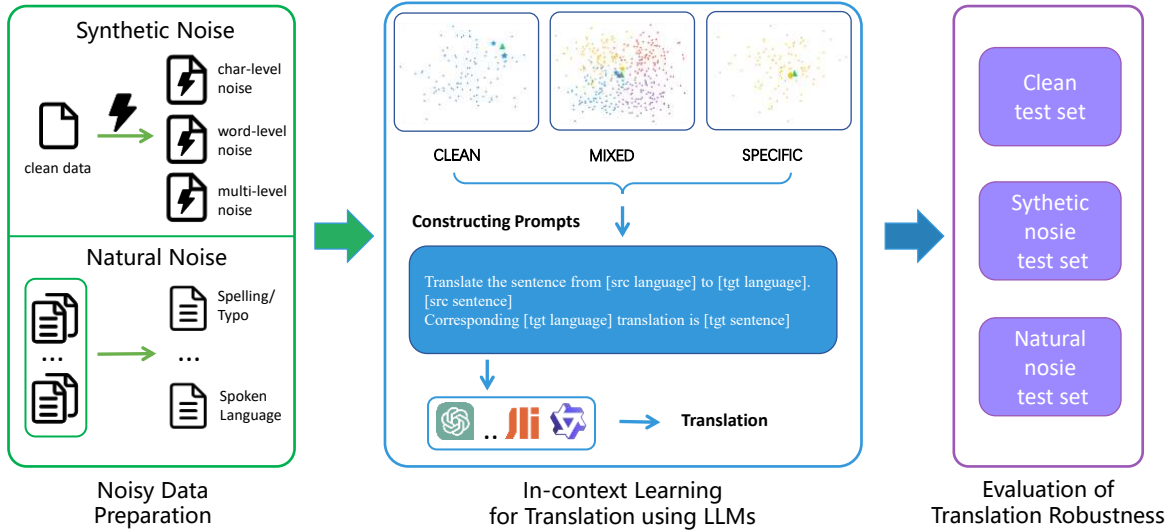 Synthetic Noise
clean data
char-level
noise
word-level
noise
multi-level
noise
Natural Noise
...
Spelling/
Typo
...
Spoken
Language
Noisy Data
Preparation
CLEAN
MIXED
SPECIFIC
Constructing Prompts
Translate the sentence from [src language] to [tgt language].
[src sentence]
Corresponding [tgt language] translation is [tgt sentence]
..
Translation
In-context Learning
for Translation using LLMs
Clean
test set
Sythetic
nosie
test set
Natural
nosie
test set
Evaluation of
Translation Robustness